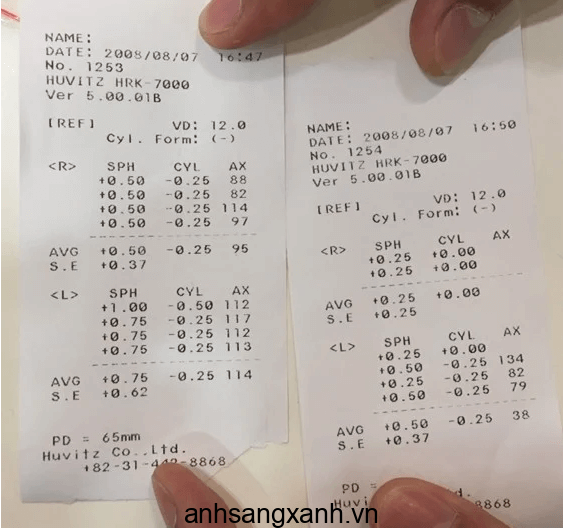 NAME:
DATE: 2008/08/07 16:47
No. 1253
HUVITZ HRK-7000
Ver 5.00.01B
[REF] VD: 12.0
Cyl. Form: (-)
<R> SPH CYL AX
+0.50 -0.25 88
+0.50 -0.25 82
+0.50 -0.25 114
+0.50 -0.25 97
AVG +0.50 -0.25 95
S.E +0.37
<L> SPH CYL AX
+1.00 -0.50 112
+0.75 -0.25 117
+0.75 -0.25 112
+0.75 -0.25 113
AVG +0.75 -0.25 114
S.E +0.62
PD = 65mm
Huvitz Co.,Ltd.
+82-31-442-8868
NAME:
DATE: 2008/08/07 16:50
No. 1254
HUVITZ HRK-7000
Ver 5.00.01B
[REF] VD: 12.0
Cyl. Form: (-)
<R> SPH CYL AX
+0.25 +0.00
+0.25 +0.00
AVG +0.25 +0.00
S.E +0.25
<L> SPH CYL AX
+0.25 +0.00
+0.50 -0.25 134
+0.25 -0.25 82
+0.50 -0.25 79
AVG +0.50 -0.25 38
S.E +0.37
PD =
Huvi d.
8868
anhsangxanh.vn